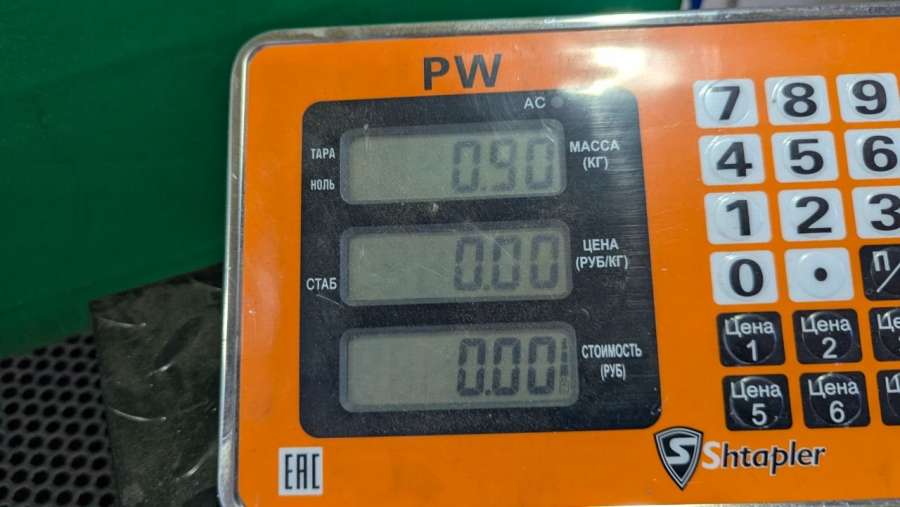 PW
AC
ТАРА
НОЛЬ
0.90
МАССА
(КГ)
СТАБ
0.00
ЦЕНА
(РУБ/КГ)
0.00
СТОИМОСТЬ
(РУБ)
7 8 9
4 5 6
1 2 3
0 •
Цена
1
Цена
2
Цена
5
Цена
6
EAC
S Shtapler